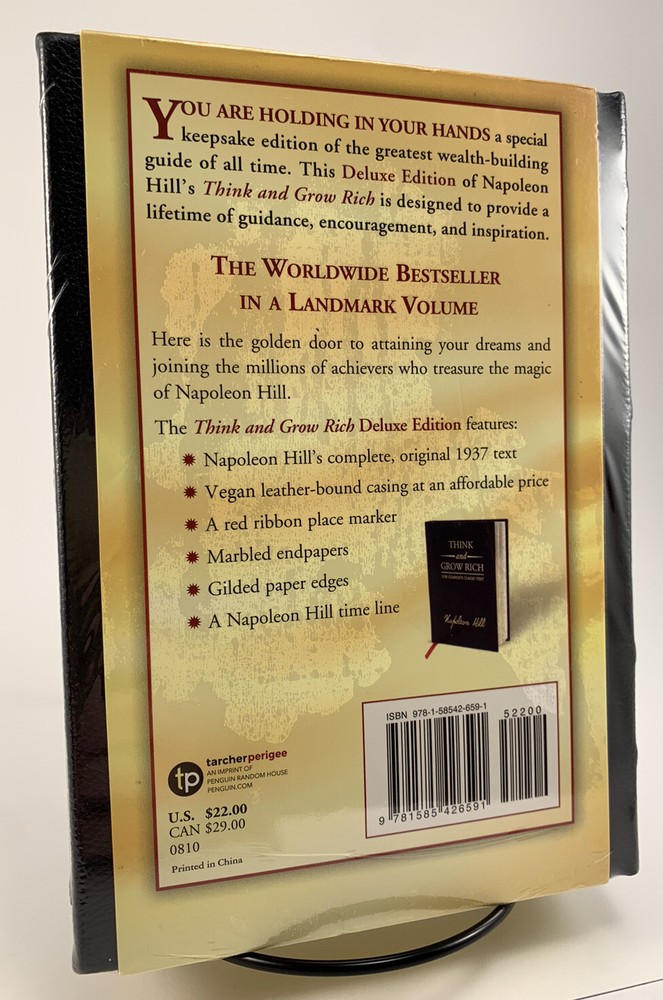 YOU ARE HOLDING IN YOUR HANDS a special
keepsake edition of the greatest wealth-building
guide of all time. This Deluxe Edition of Napoleon
Hill's Think and Grow Rich is designed to provide a
lifetime of guidance, encouragement, and inspiration.
THE WORLDWIDE BESTSELLER
IN A LANDMARK VOLUME
Here is the golden door to attaining your dreams and
joining the millions of achievers who treasure the magic
of Napoleon Hill.
The Think and Grow Rich Deluxe Edition features:
Napoleon Hill's complete, original 1937 text
Vegan leather-bound casing at an affordable price
A red ribbon place marker
Marbled endpapers
Gilded paper edges
A Napoleon Hill time line
THINK
and
GROW RICH
THE COMPLETE CLASSIC TEXT
Napoleon Hill
ISBN 978-1-58542-659-1
52200
9 781585 426591
tp
tarcherperigee
AN IMPRINT OF
PENGUIN RANDOM HOUSE
PENGUIN.COM
U.S. $22.00
CAN $29.00
0810
Printed in China